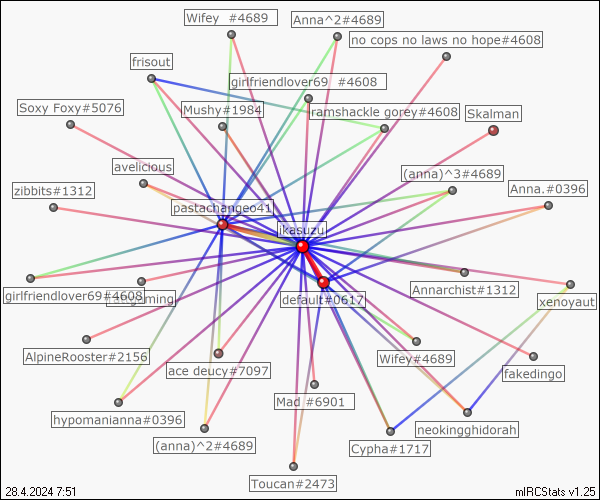 Wifey  #4689
Anna^2#4689
no cops no laws no hope#4608
frisout
girlfriendlover69  #4608
Soxy Foxy#5076
Mushy#1984
ramshackle gorey#4608
Skalman
avelicious
(anna)^3#4689
zibbits#1312
Anna.#0396
pastachange041
ikasuzu
girlfriendlover69#4608
default#0617
Annarchist#1312
xenoyaut
AlpineRooster#2156
Wifey#4689
ace deucy#7097
fakedingo
Mad #6901
hypomanianna#0396
neokingghidorah
(anna)^2#4689
Cypha#1717
Toucan#2473
28.4.2024 7:51
mIRCStats v1.25